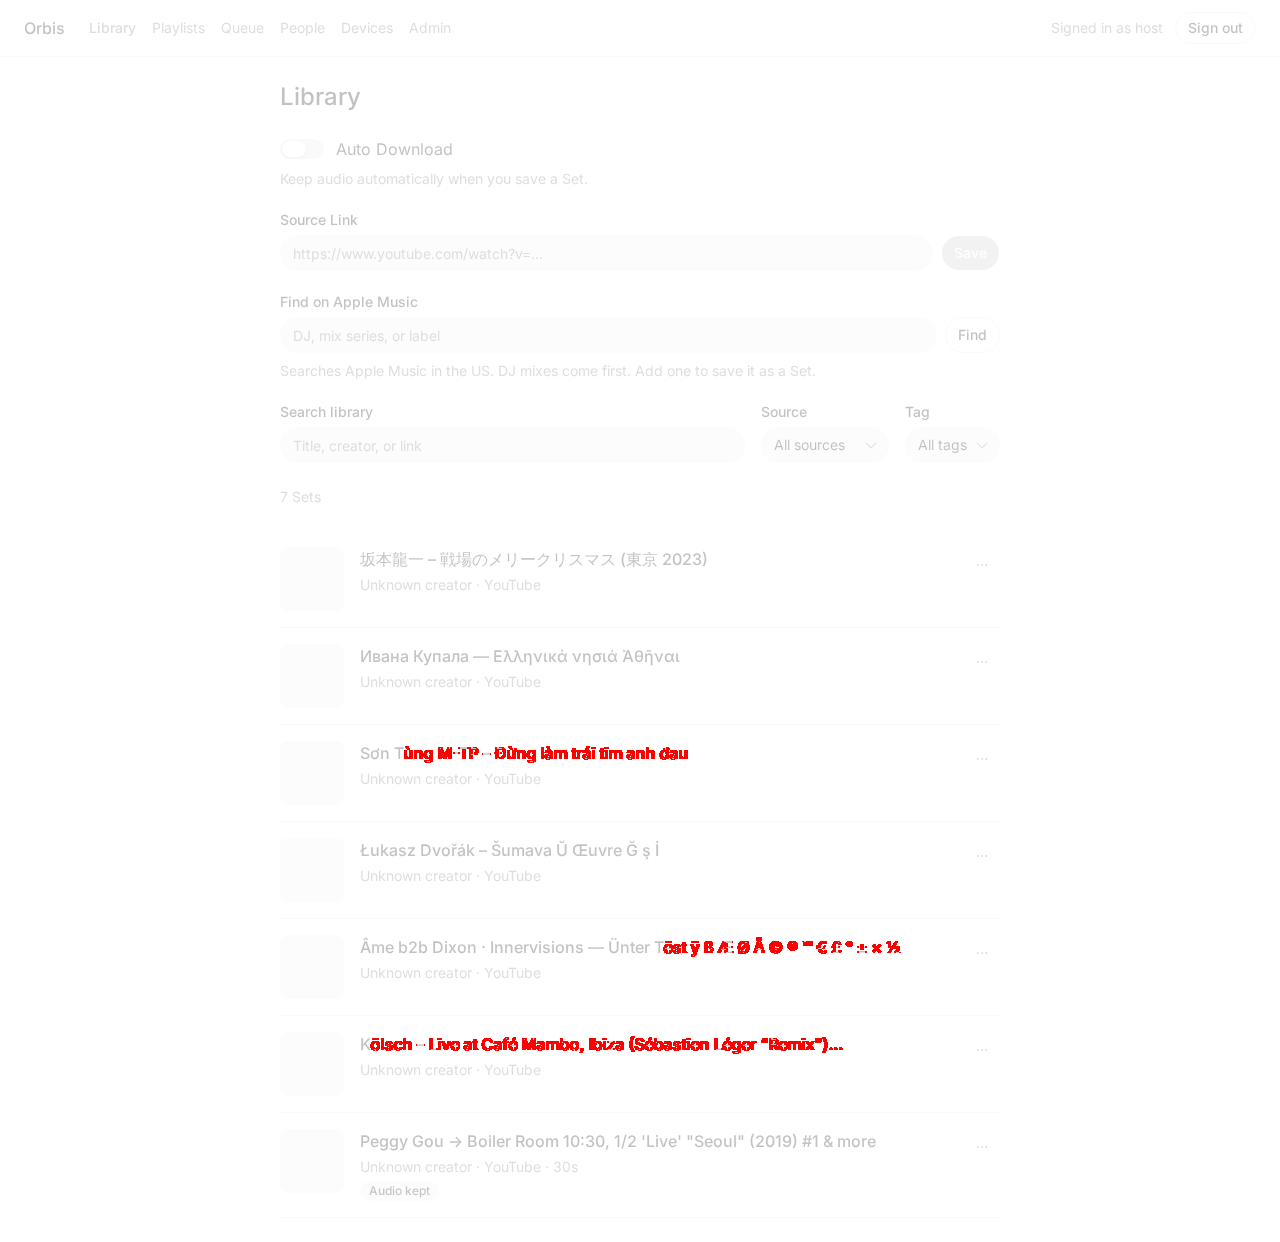 Orbis Library Playlists Queue People Devices Admin Signed in as host Sign out
Library
Auto Download
Keep audio automatically when you save a Set.
Source Link
https://www.youtube.com/watch?v=... Save
Find on Apple Music
DJ, mix series, or label Find
Searches Apple Music in the US. DJ mixes come first. Add one to save it as a Set.
Search library Source Tag
Title, creator, or link All sources All tags
7 Sets
坂本龍一 – 戦場のメリークリスマス (東京 2023) ...
Unknown creator · YouTube
Ивана Купала — Ελληνικά νησιά Ἀθῆναι ...
Unknown creator · YouTube
Sơn Tùng M-TP – Đừng làm trái tim anh đau ...
Unknown creator · YouTube
Łukasz Dvořák – Šumava Ű Œuvre Ğ ş İ ...
Unknown creator · YouTube
Âme b2b Dixon · Innervisions — Ünter ÿ ß Ø Å © ® ™ € £ ° ± × ½ ...
Unknown creator · YouTube
Kölsch – Live at Café Mambo, Ibiza (Sébastien Léger “Remix”)… ...
Unknown creator · YouTube
Peggy Gou -> Boiler Room 10:30, 1/2 'Live' "Seoul" (2019) #1 & more ...
Unknown creator · YouTube · 30s
Audio kept